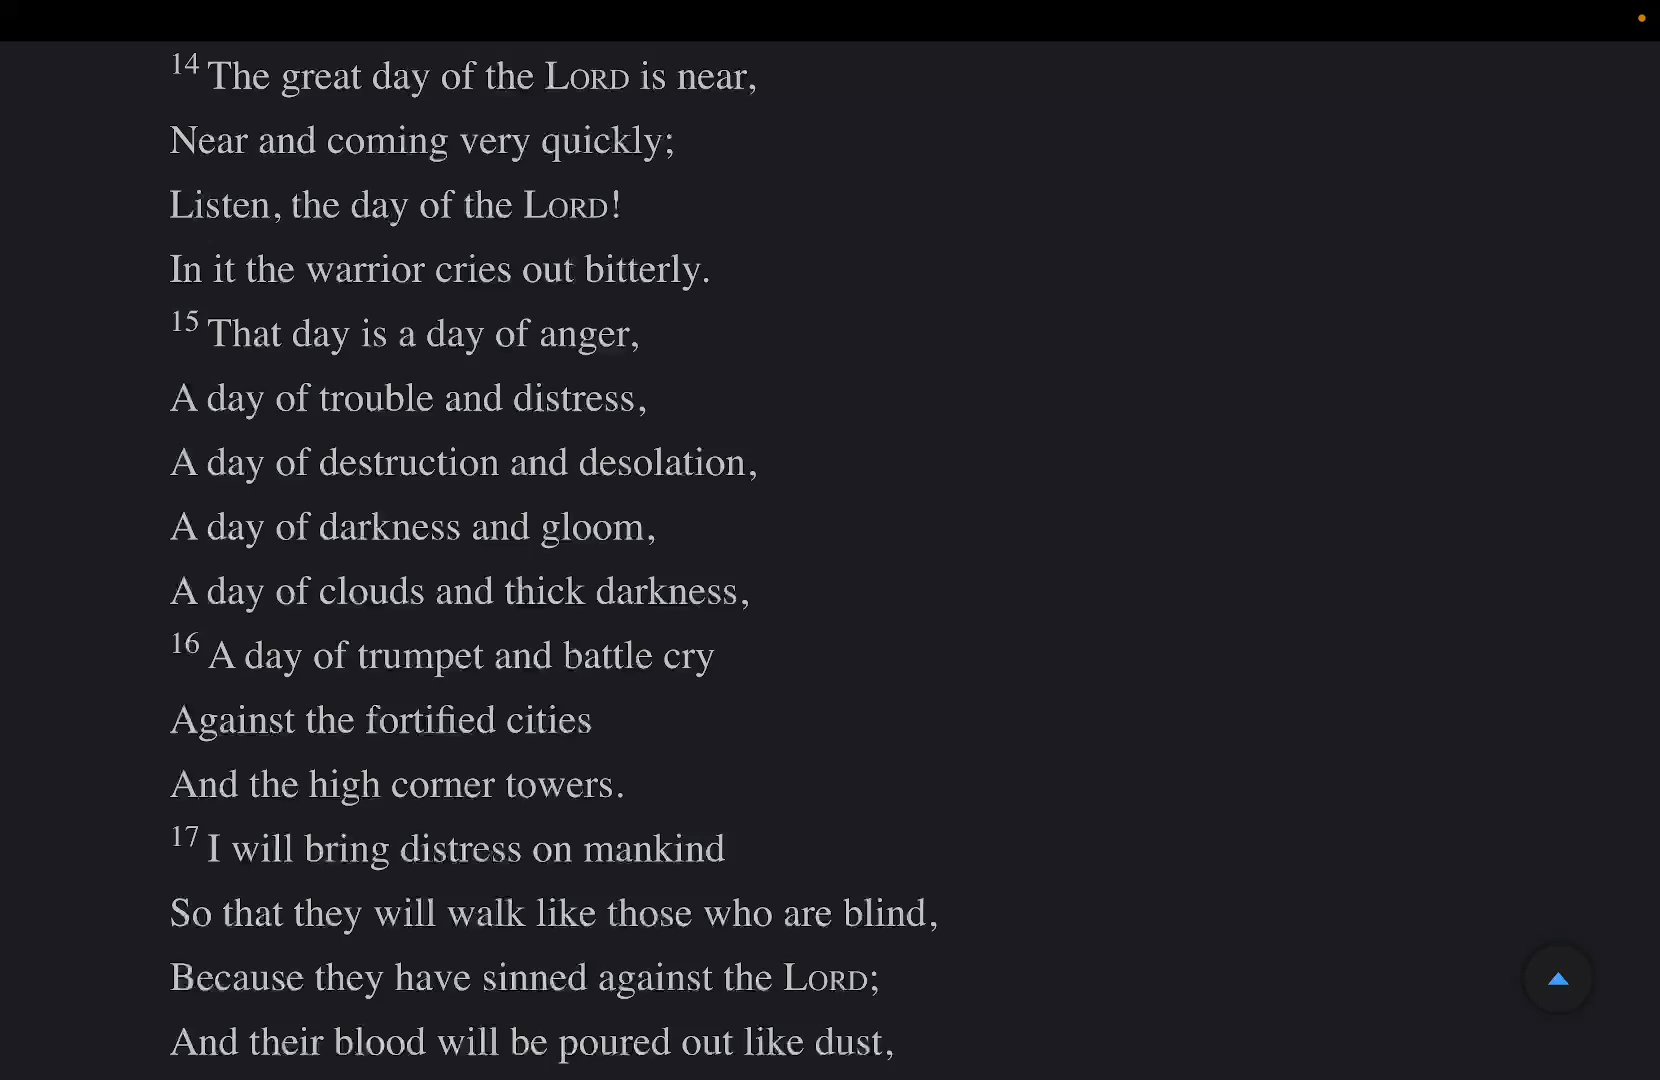 14 The great day of the LORD is near,
Near and coming very quickly;
Listen, the day of the LORD!
In it the warrior cries out bitterly.
15 That day is a day of anger,
A day of trouble and distress,
A day of destruction and desolation,
A day of darkness and gloom,
A day of clouds and thick darkness,
16 A day of trumpet and battle cry
Against the fortified cities
And the high corner towers.
17 I will bring distress on mankind
So that they will walk like those who are blind,
Because they have sinned against the LORD;
And their blood will be poured out like dust,